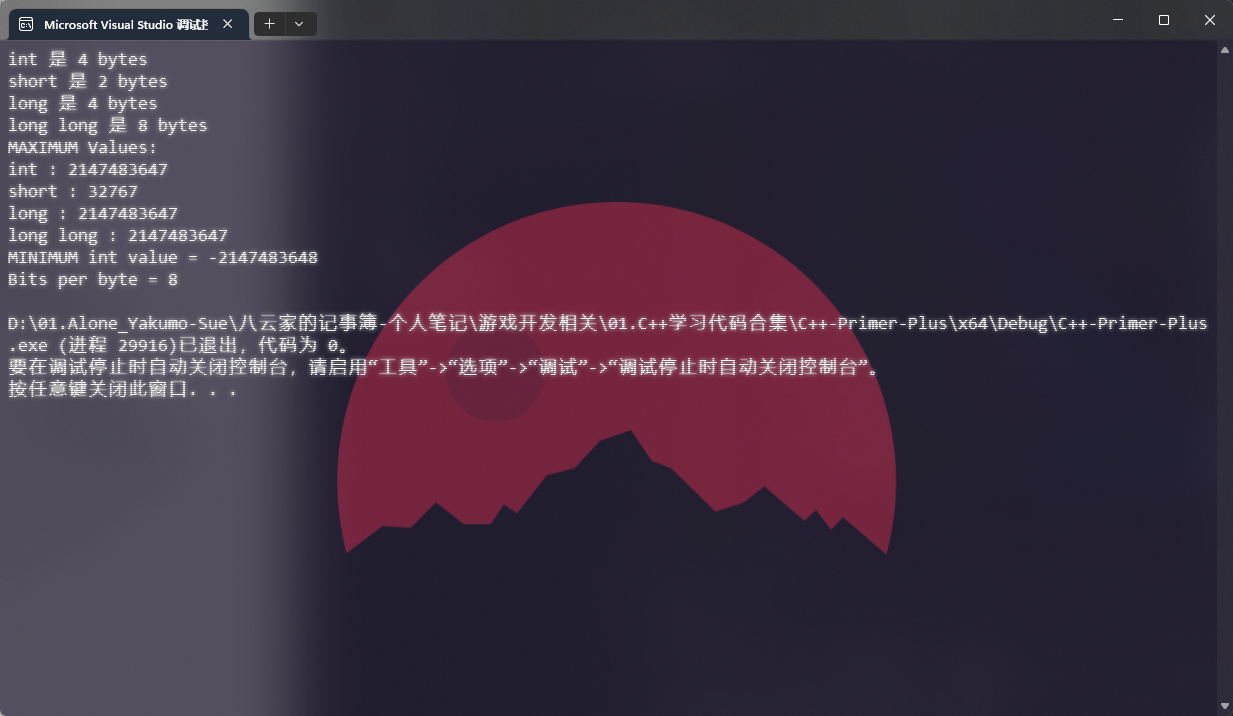 Microsoft Visual Studio 调试
int 是 4 bytes
short 是 2 bytes
long 是 4 bytes
long long 是 8 bytes
MAXIMUM Values:
int : 2147483647
short : 32767
long : 2147483647
long long : 2147483647
MINIMUM int value = -2147483648
Bits per byte = 8
D:\01.Alone_Yakumo-Sue\八云家的记事簿-个人笔记\游戏开发相关\01.C++学习代码合集\C++-Primer-Plus\x64\Debug\C++-Primer-Plus
.exe (进程 29916)已退出，代码为 0。
要在调试停止时自动关闭控制台，请启用“工具”->“选项”->“调试”->“调试停止时自动关闭控制台”。
按任意键关闭此窗口. . .